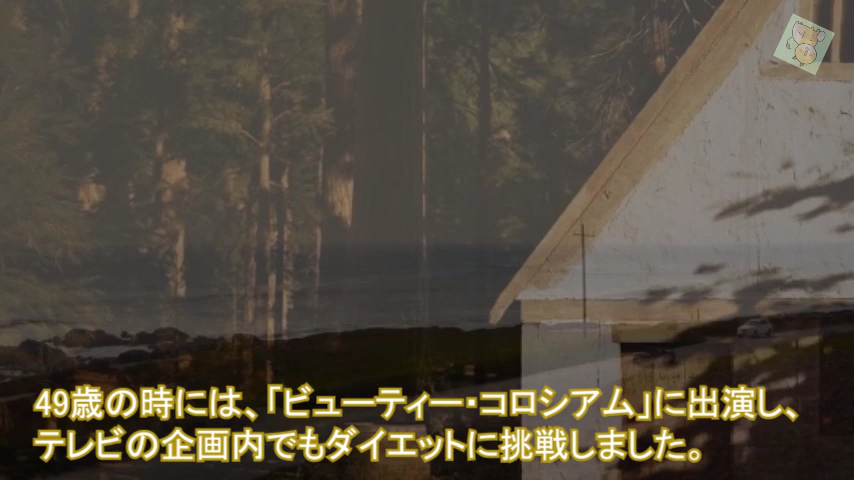 49歳の時には、「ビューティー・コロシアム」に出演し、
テレビの企画内でもダイエットに挑戦しました。